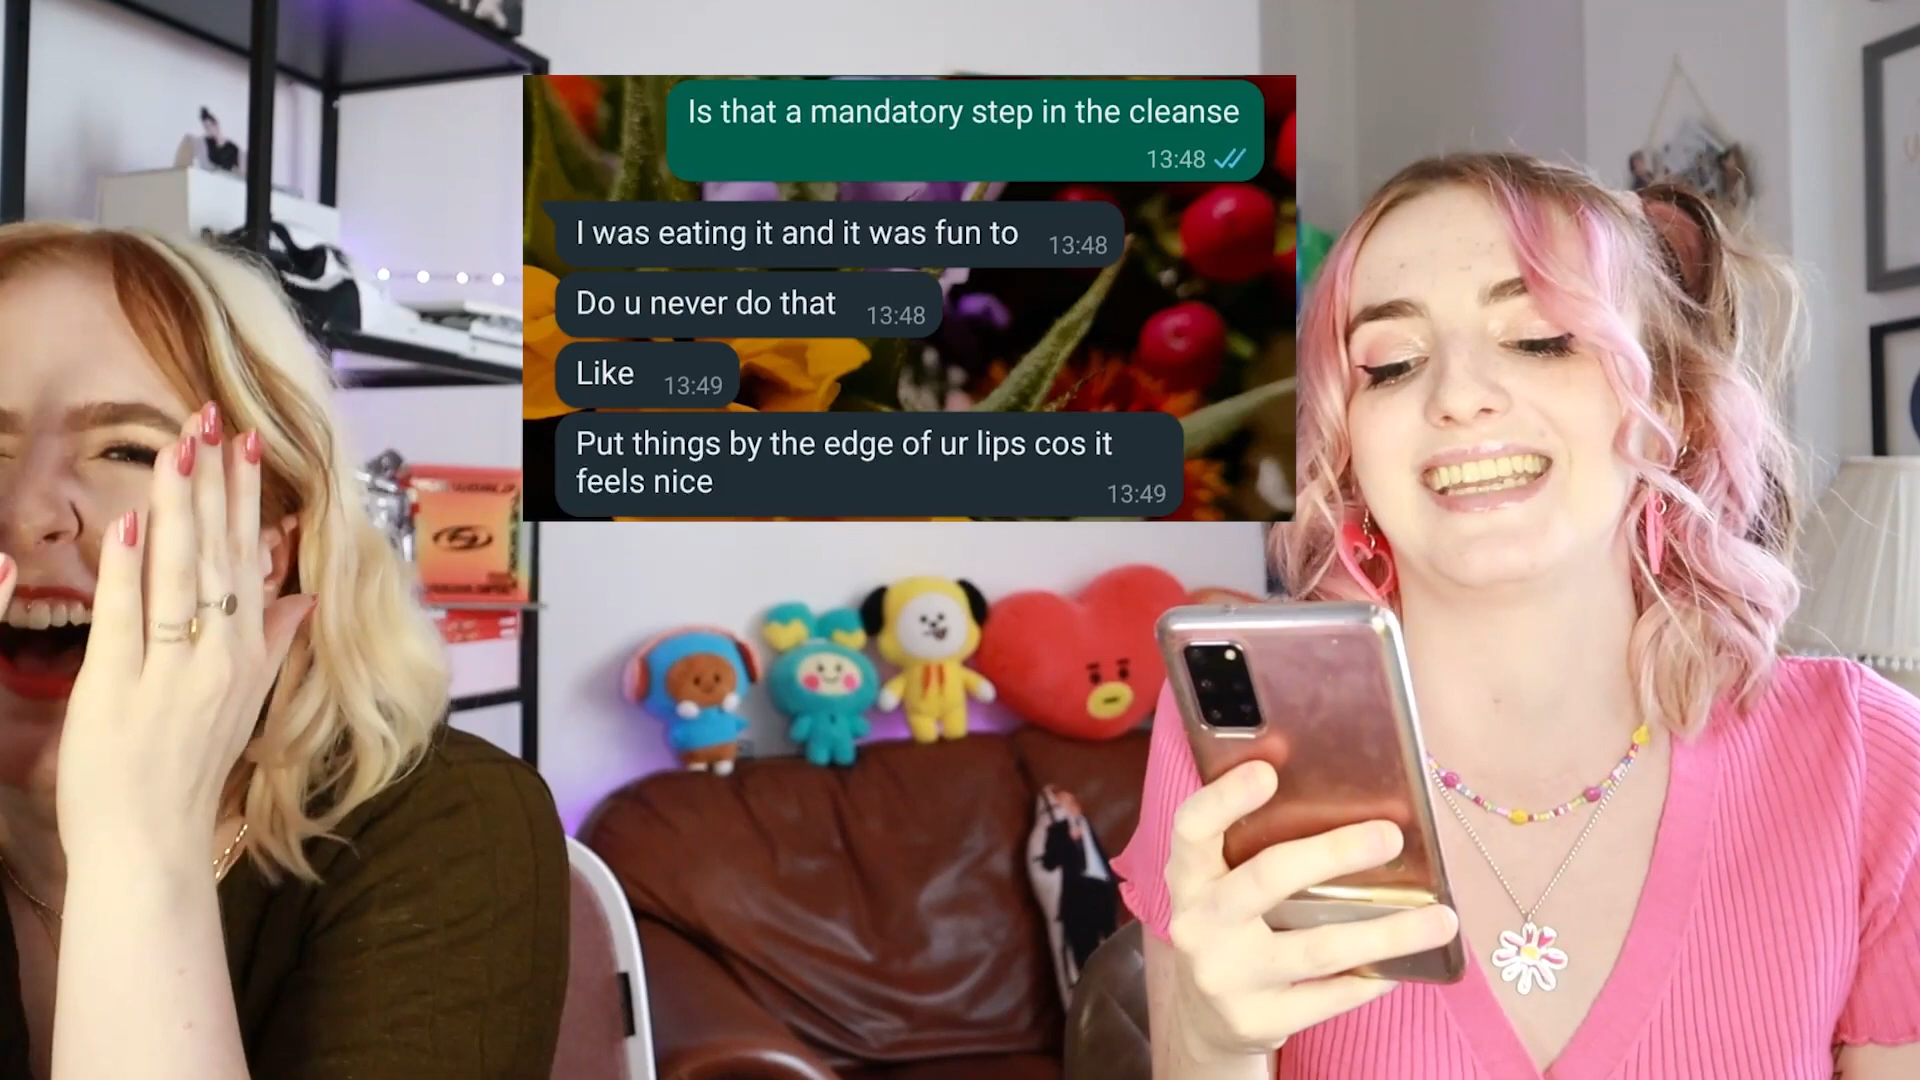 Is that a mandatory step in the cleanse
13:48
I was eating it and it was fun to 13:48
Do u never do that 13:48
Like 13:49
Put things by the edge of ur lips cos it
feels nice 13:49